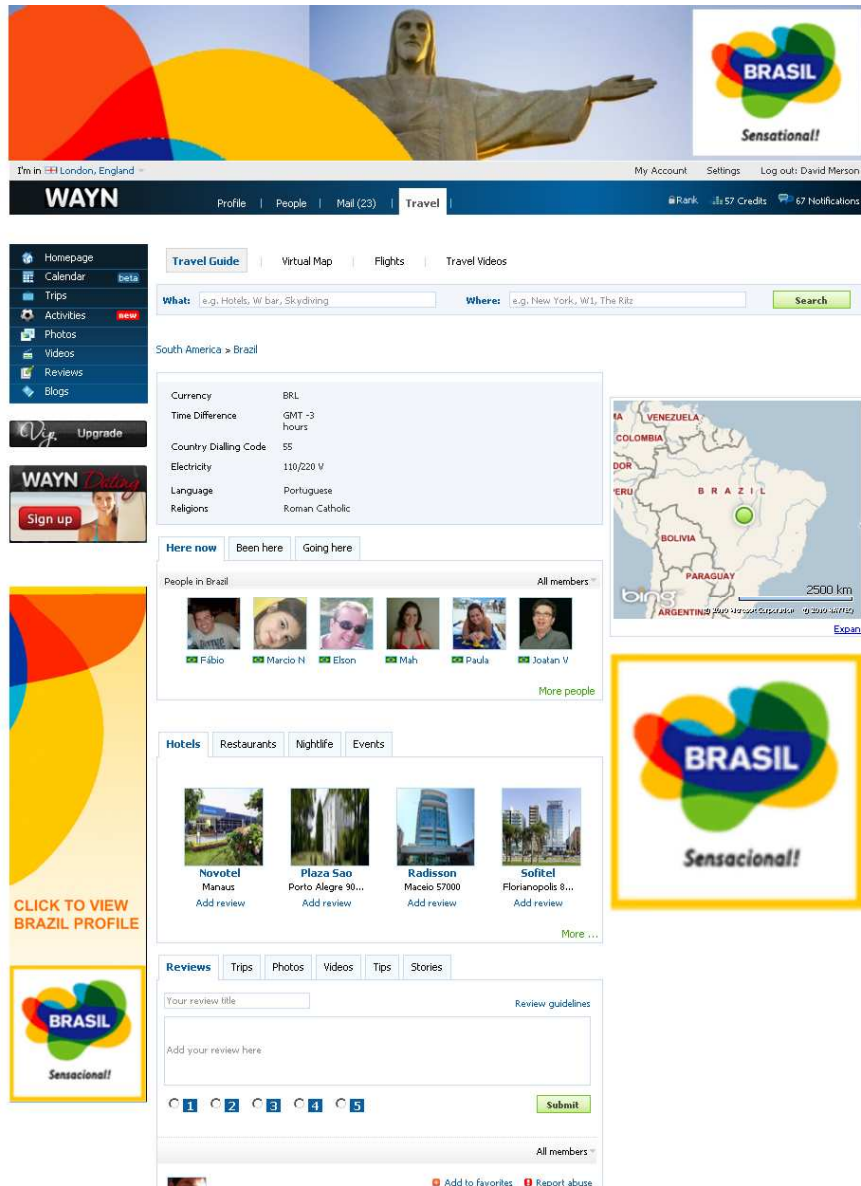 BRASIL
Sensational!
I'm in London, England
My Account Settings Log out: David Merson
WAYN
Profile | People | Mail (23) | Travel |
Rank 57 Credits 67 Notifications
Homepage
Calendar beta
Trips
Activities new
Photos
Videos
Reviews
Blogs
Vip Upgrade
WAYN Dating
Sign up
CLICK TO VIEW
BRAZIL PROFILE
BRASIL
Sensacional!
Travel Guide | Virtual Map | Flights | Travel Videos
What: e.g. Hotels, W bar, Skydiving Where: e.g. New York, W1, The Ritz Search
South America > Brazil
Currency BRL
Time Difference GMT -3
hours
Country Dialling Code 55
Electricity 110/220 V
Language Portuguese
Religions Roman Catholic
Here now Been here Going here
People in Brazil All members
Fábio Marcio N Elson Mah Paula Joatan V
More people
Hotels Restaurants Nightlife Events
Novotel Plaza Sao Radisson Sofitel
Manaus Porto Alegre 90... Maceio 57000 Florianopolis 8...
Add review Add review Add review Add review
More ...
Reviews Trips Photos Videos Tips Stories
Your review title Review guidelines
Add your review here
1 2 3 4 5 Submit
All members
Add to favorites Report abuse
VENEZUELA
COLOMBIA
DOR
PERU
BRAZIL
BOLIVIA
PARAGUAY
ARGENTINA
bing
2500 km
Expan
BRASIL
Sensacional!